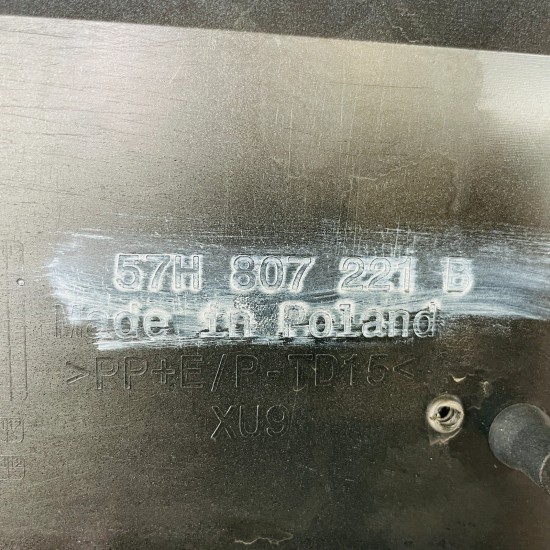 57H 807 221 B
Made in Poland
>PP+E/P-TD15<
XU9